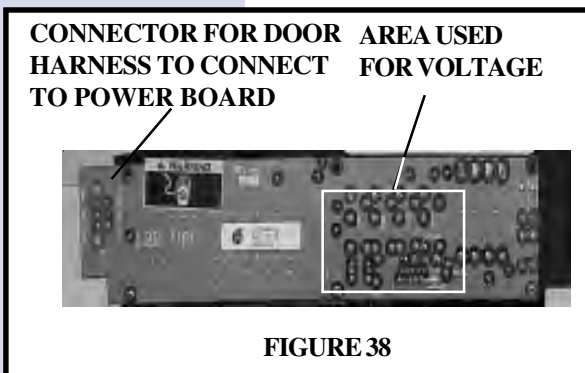 CONNECTOR FOR DOOR
HARNESS TO CONNECT
TO POWER BOARD
AREA USED
FOR VOLTAGE
FIGURE 38